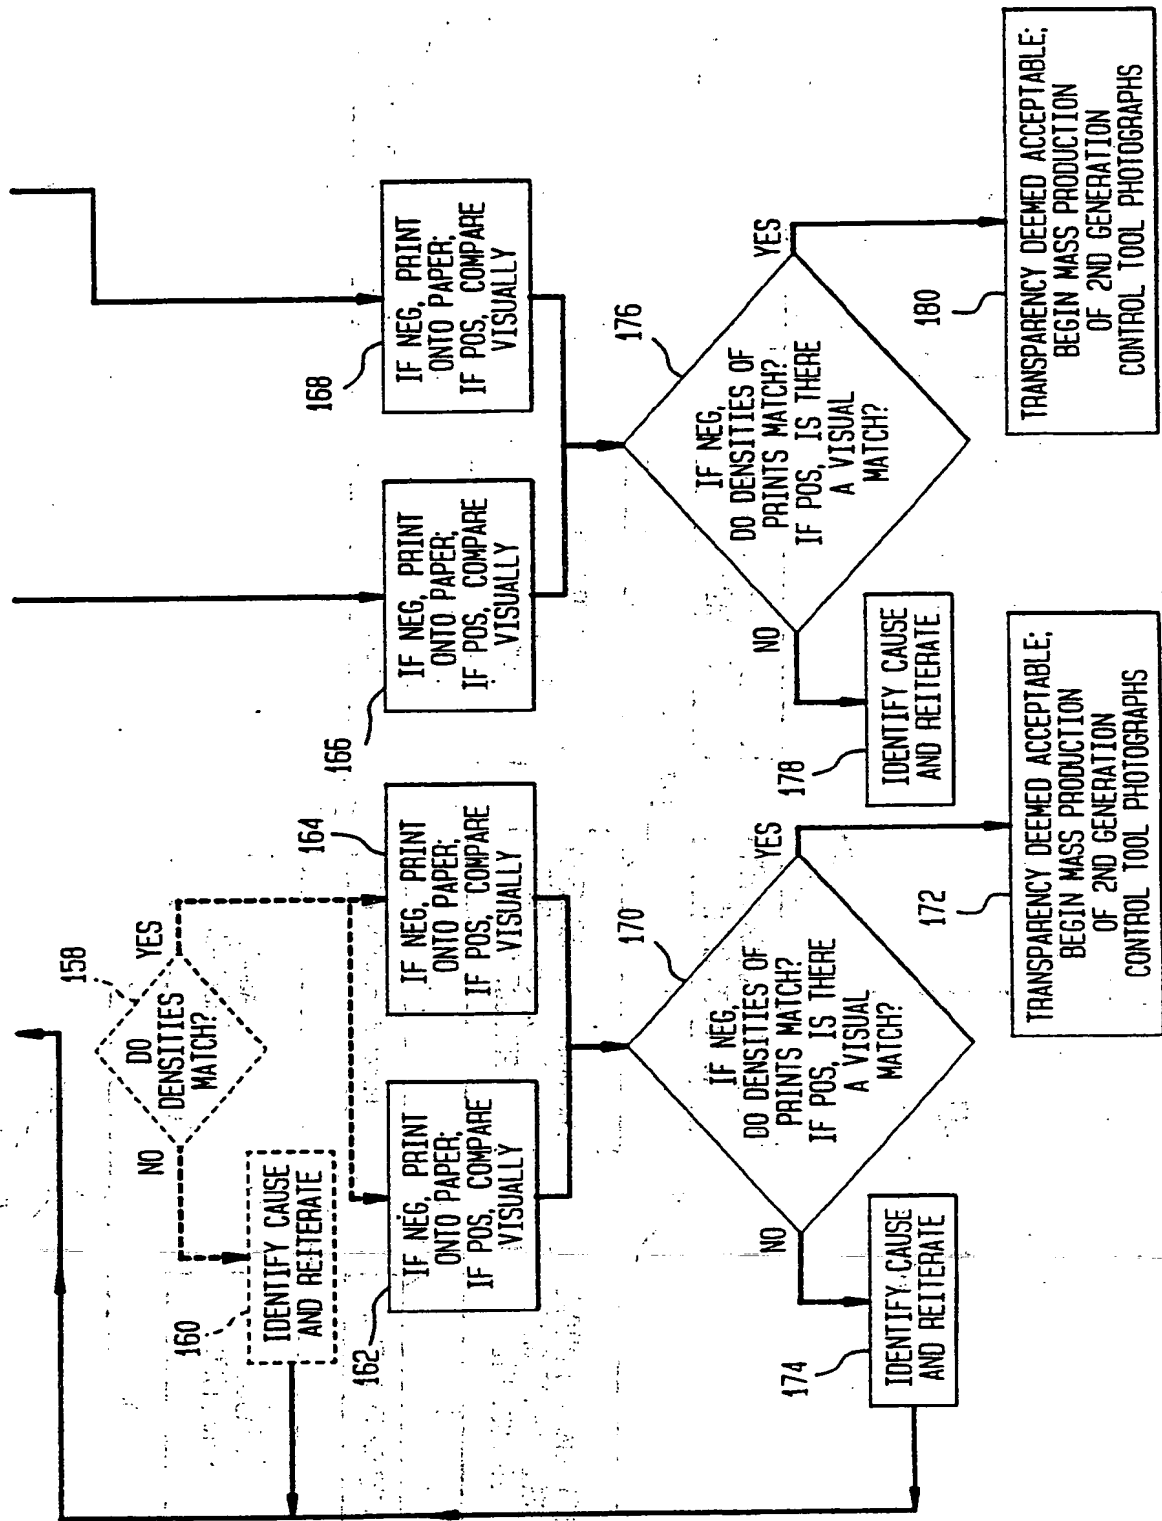 158
DO
DENSITIES
MATCH?
YES
NO
160
IDENTIFY CAUSE
AND REITERATE
162
IF NEG, PRINT
ONTO PAPER;
IF POS, COMPARE
VISUALLY
164
IF NEG, PRINT
ONTO PAPER;
IF POS, COMPARE
VISUALLY
166
IF NEG, PRINT
ONTO PAPER;
IF POS, COMPARE
VISUALLY
168
IF NEG, PRINT
ONTO PAPER;
IF POS, COMPARE
VISUALLY
170
IF NEG,
DO DENSITIES OF
PRINTS MATCH?
IF POS, IS THERE
A VISUAL
MATCH?
NO
YES
174
IDENTIFY CAUSE
AND REITERATE
172
TRANSPARENCY DEEMED ACCEPTABLE;
BEGIN MASS PRODUCTION
OF 2ND GENERATION
CONTROL TOOL PHOTOGRAPHS
176
IF NEG,
DO DENSITIES OF
PRINTS MATCH?
IF POS, IS THERE
A VISUAL
MATCH?
NO
YES
178
IDENTIFY CAUSE
AND REITERATE
180
TRANSPARENCY DEEMED ACCEPTABLE;
BEGIN MASS PRODUCTION
OF 2ND GENERATION
CONTROL TOOL PHOTOGRAPHS